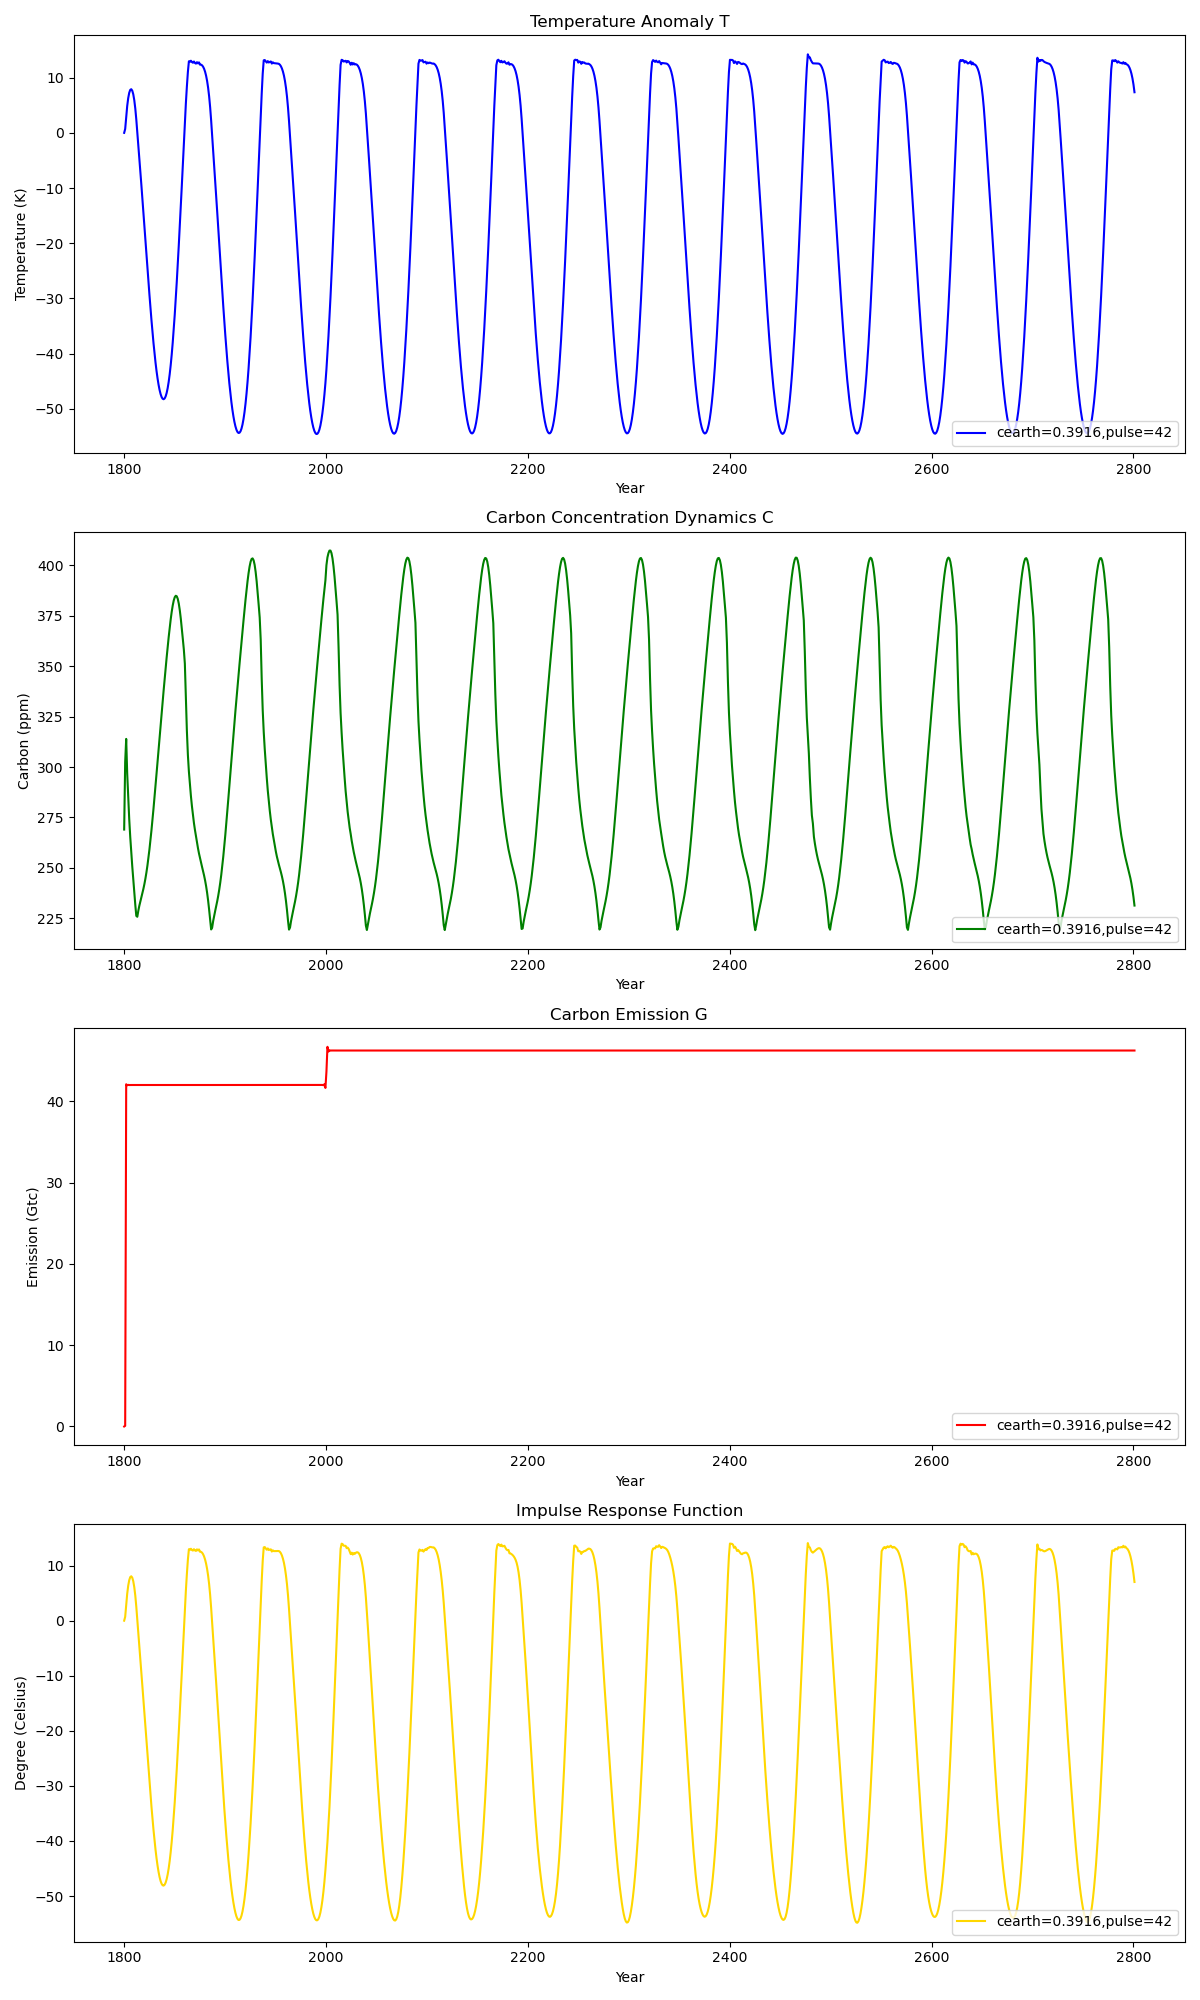 Temperature Anomaly T
10
0
−10
−20
−30
−40
−50
Temperature (K)
cearth=0.3916,pulse=42
1800 2000 2200 2400 2600 2800
Year
Carbon Concentration Dynamics C
400
375
350
325
300
275
250
225
Carbon (ppm)
cearth=0.3916,pulse=42
1800 2000 2200 2400 2600 2800
Year
Carbon Emission G
40
30
20
10
0
Emission (Gtc)
cearth=0.3916,pulse=42
1800 2000 2200 2400 2600 2800
Year
Impulse Response Function
10
0
−10
−20
−30
−40
−50
Degree (Celsius)
cearth=0.3916,pulse=42
1800 2000 2200 2400 2600 2800
Year